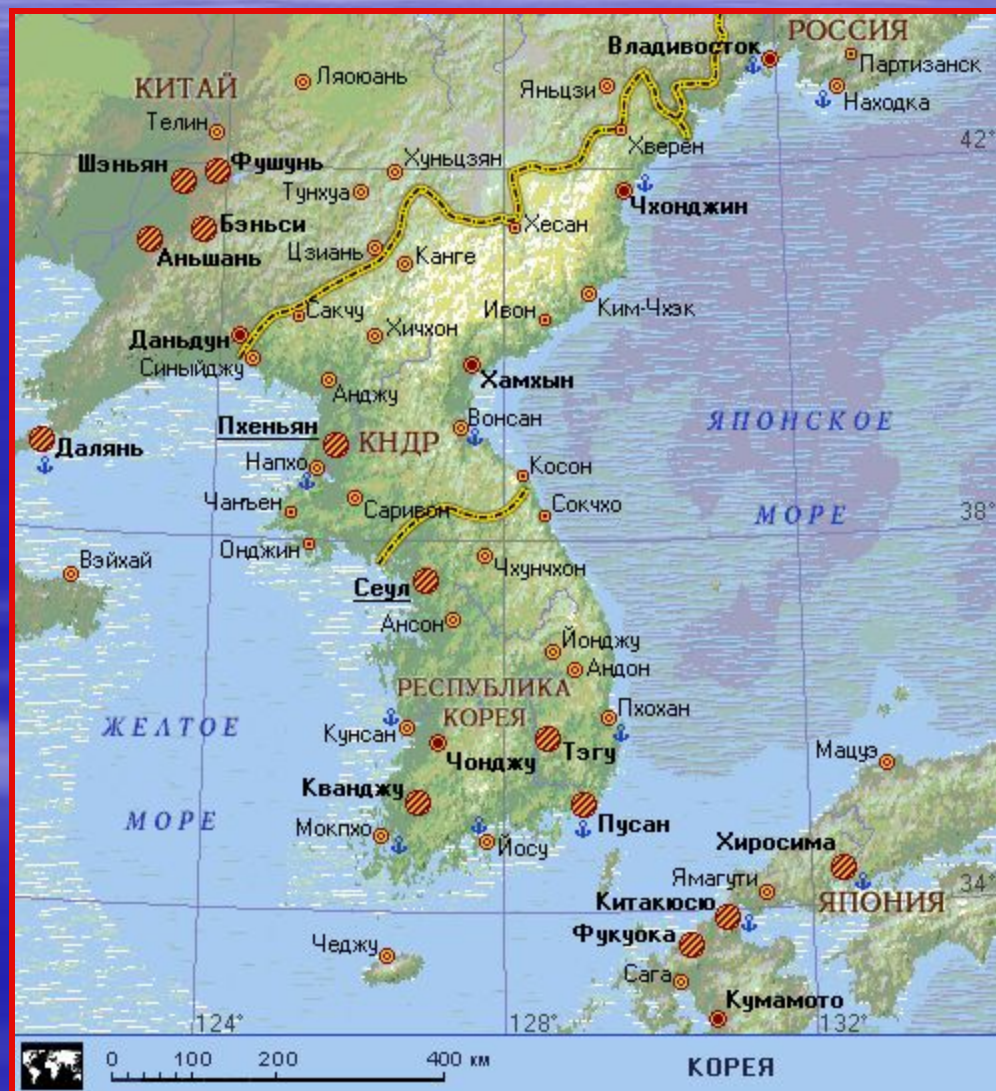 РОССИЯ
Владивосток
Партизанск
Находка
КИТАЙ
Ляоюань
Яньцзи
Телин
Хверён
42°
Шэньян
Фушунь
Хуньцзян
Тунхуа
Чхонджин
Бэньси
Хесан
Аньшань
Цзиань
Канге
Ким-Чхэк
Сакчу
Ивон
Даньдун
Хичхон
Синыйджу
Хамхын
Анджу
Пхеньян
Вонсан
ЯПОНСКОЕ
КНДР
Далянь
Напхо
Косон
Чанъен
Саривон
Сокчхо
МОРЕ
38°
Онджин
Вэйхай
Чхунчхон
Сеул
Ансон
Йонджу
Андон
РЕСПУБЛИКА
КОРЕЯ
Пхохан
ЖЕЛТОЕ
Кунсан
Чонджу
Тэгу
Мацуэ
Кванджу
МОРЕ
Мокпхо
Йосу
Пусан
Хиросима
Ямагути
34°
Китакюсю
ЯПОНИЯ
Фукуока
Чеджу
Сага
Кумамото
124°
128°
132°
0 100 200 400 км
КОРЕЯ